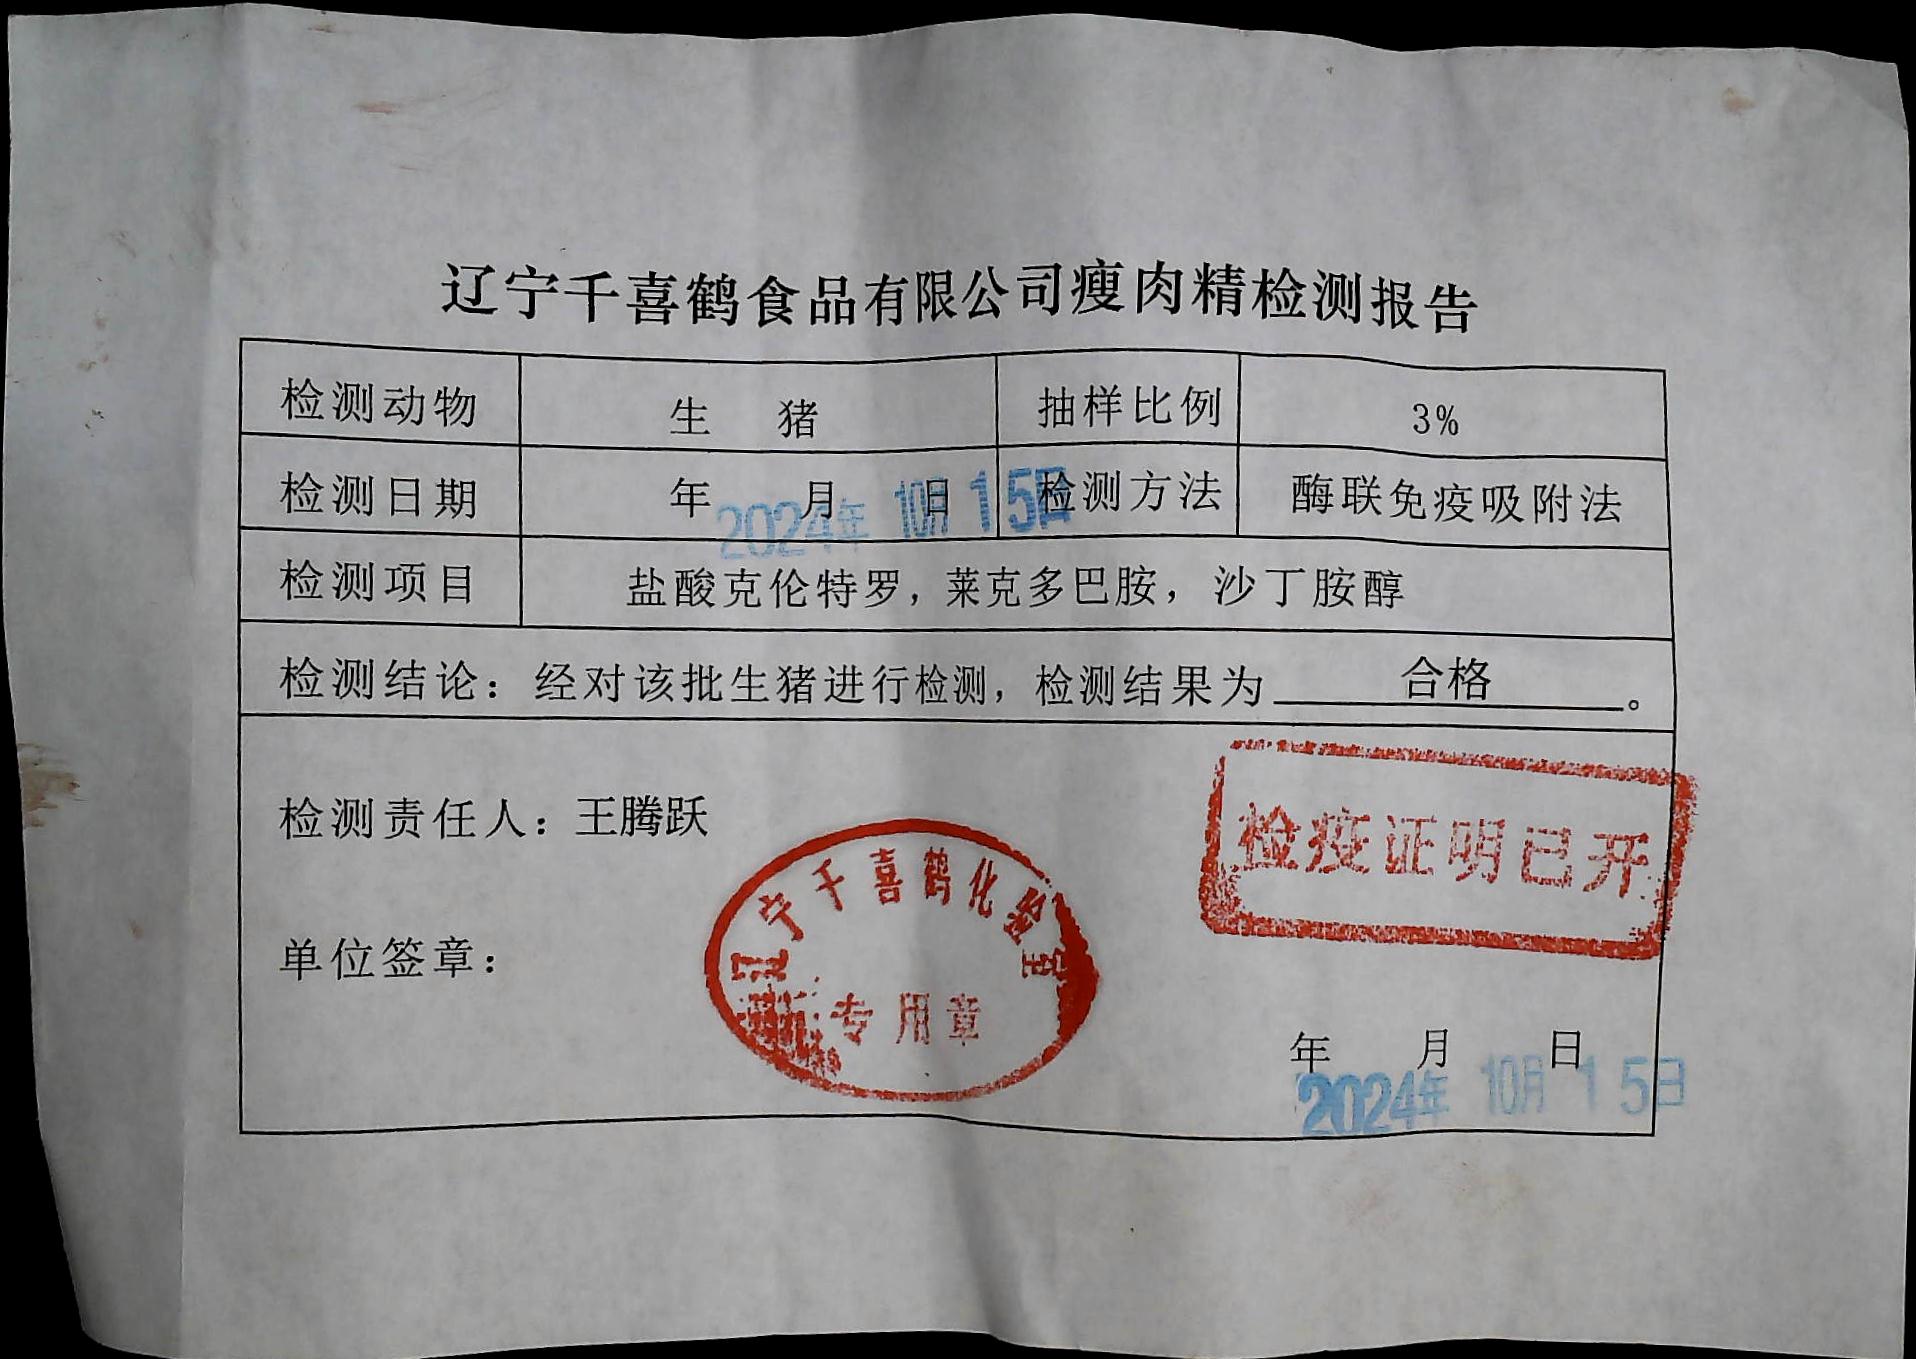 辽宁千喜鹤食品有限公司瘦肉精检测报告
检测动物 生 猪 抽样比例 3%
检测日期 年 月 日 检测方法 酶联免疫吸附法
2024年 10月 15日
检测项目 盐酸克伦特罗，莱克多巴胺，沙丁胺醇
检测结论：经对该批生猪进行检测，检测结果为 合格 。
检疫证明已开
检测责任人：王腾跃
辽宁千喜鹤化验室
单位签章：
专用章
年 月 日
2024年 10月 15日